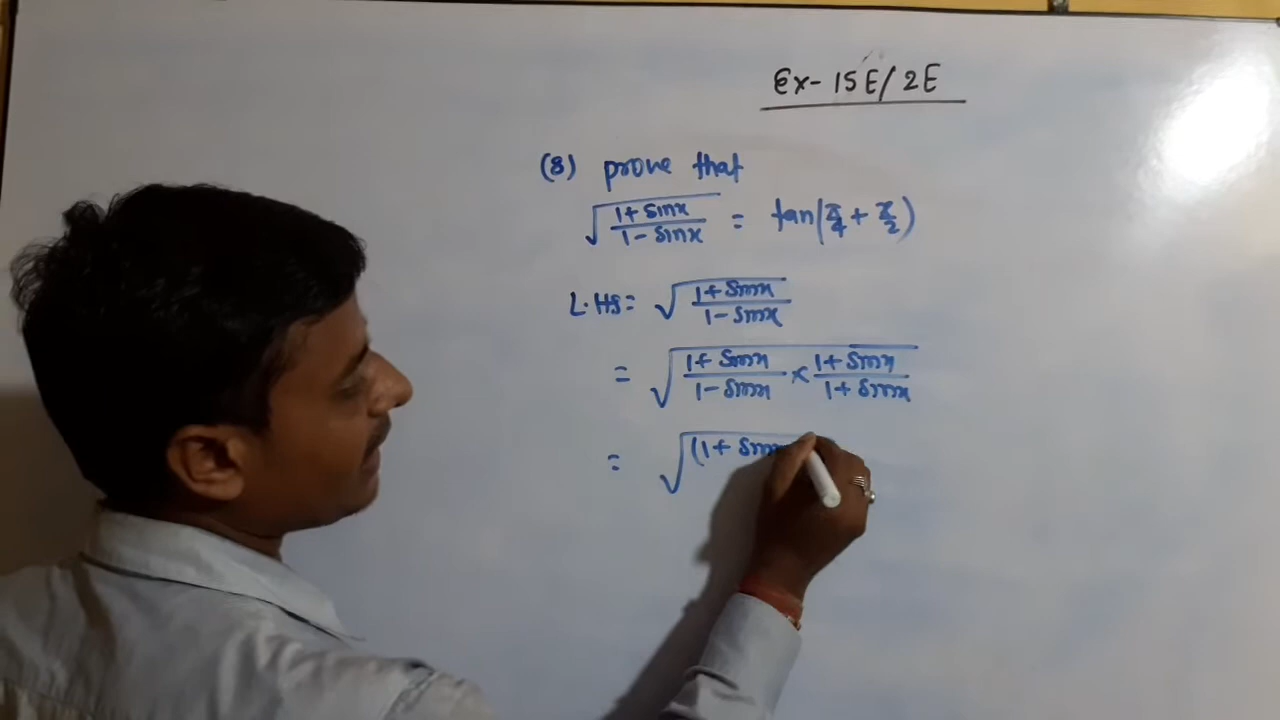 Ex- 15E/2E
(8) prove that
√(1+sinx/1-sinx) = tan(π/4 + x/2)
L.HS = √(1+sinx/1-sinx)
= √(1+sinx/1-sinx × 1+sinx/1+sinx)
= √(1+sinx